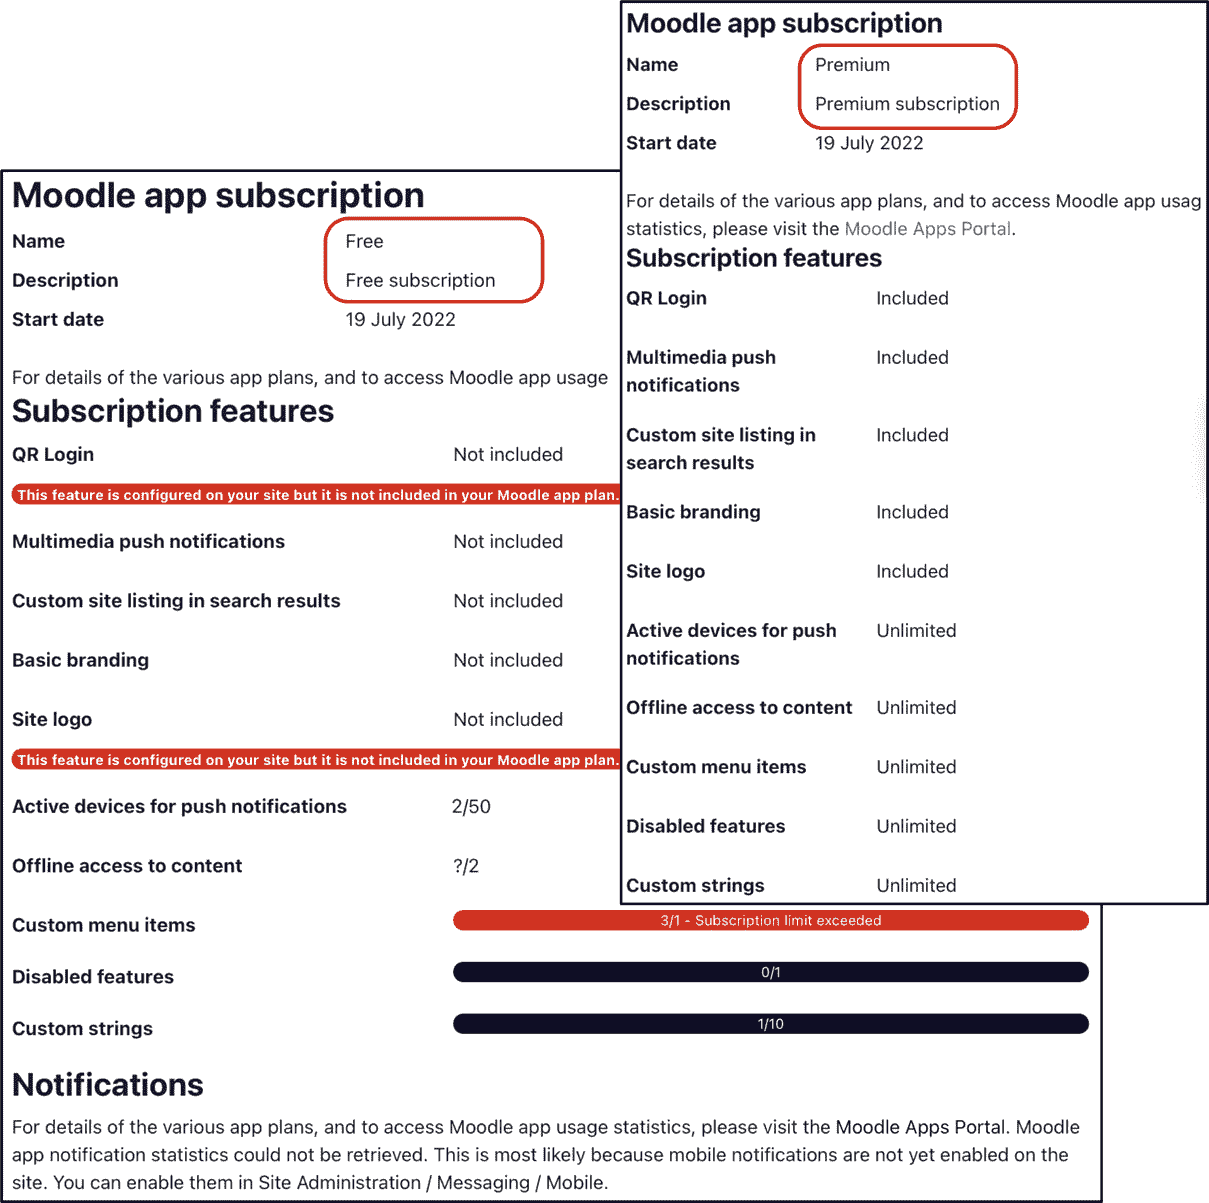 Moodle app subscription
Name Premium
Description Premium subscription
Start date 19 July 2022
For details of the various app plans, and to access Moodle app usag
statistics, please visit the Moodle Apps Portal.
Subscription features
QR Login Included
Multimedia push
notifications Included
Custom site listing in
search results Included
Basic branding Included
Site logo Included
Active devices for push
notifications Unlimited
Offline access to content Unlimited
Custom menu items Unlimited
Disabled features Unlimited
Custom strings Unlimited
Moodle app subscription
Name Free
Description Free subscription
Start date 19 July 2022
For details of the various app plans, and to access Moodle app usage
Subscription features
QR Login Not included
This feature is configured on your site but it is not included in your Moodle app plan.
Multimedia push notifications Not included
Custom site listing in search results Not included
Basic branding Not included
Site logo Not included
This feature is configured on your site but it is not included in your Moodle app plan.
Active devices for push notifications 2/50
Offline access to content ?/2
Custom menu items 3/1 - Subscription limit exceeded
Disabled features 0/1
Custom strings 1/10
Notifications
For details of the various app plans, and to access Moodle app usage statistics, please visit the Moodle Apps Portal. Moodle
app notification statistics could not be retrieved. This is most likely because mobile notifications are not yet enabled on the
site. You can enable them in Site Administration / Messaging / Mobile.